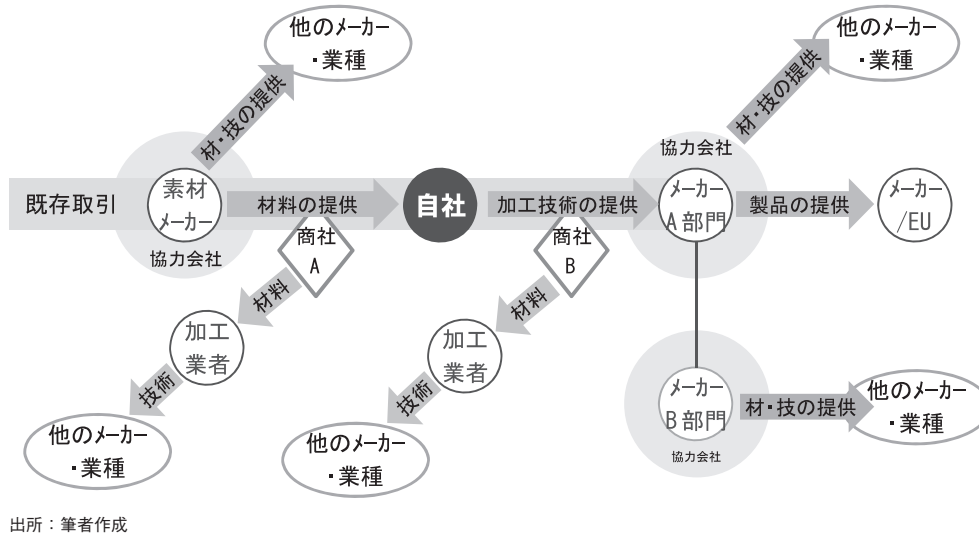 他のメーカー
・業種
材・技の提供
他のメーカー
・業種
材・技の提供
協力会社
既存取引
素材
メーカー
材料の提供
自社
加工技術の提供
メーカー
A部門
製品の提供
メーカー
/EU
協力会社
商社
A
商社
B
材料
材料
加工
業者
加工
業者
技術
技術
メーカー
B部門
材・技の提供
他のメーカー
・業種
協力会社
他のメーカー
・業種
他のメーカー
・業種
出所：筆者作成